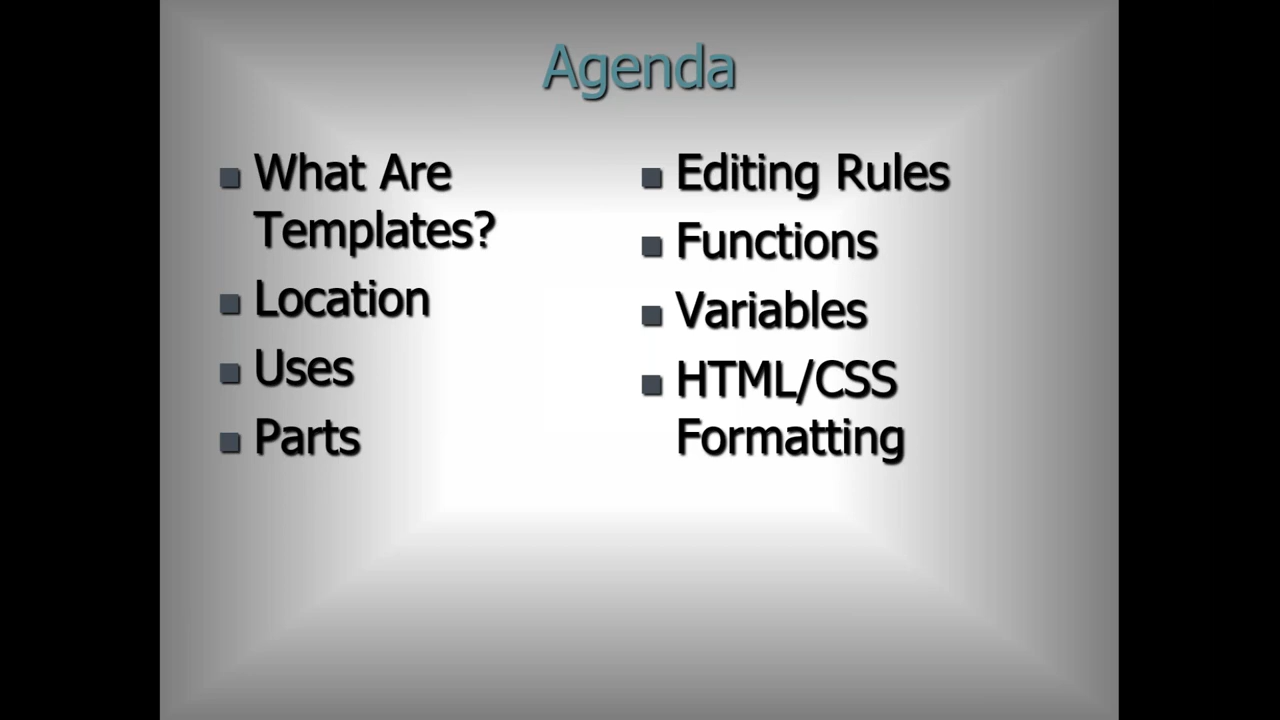 Agenda
What Are
Templates?
Location
Uses
Parts
Editing Rules
Functions
Variables
HTML/CSS
Formatting